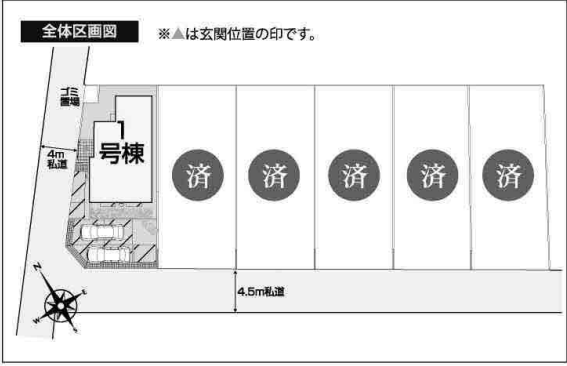 全体区画図
※▲は玄関位置の印です。
ゴミ
置場
1
号棟
4m
私道
済 済 済 済 済
4.5m私道
N
E
W
S